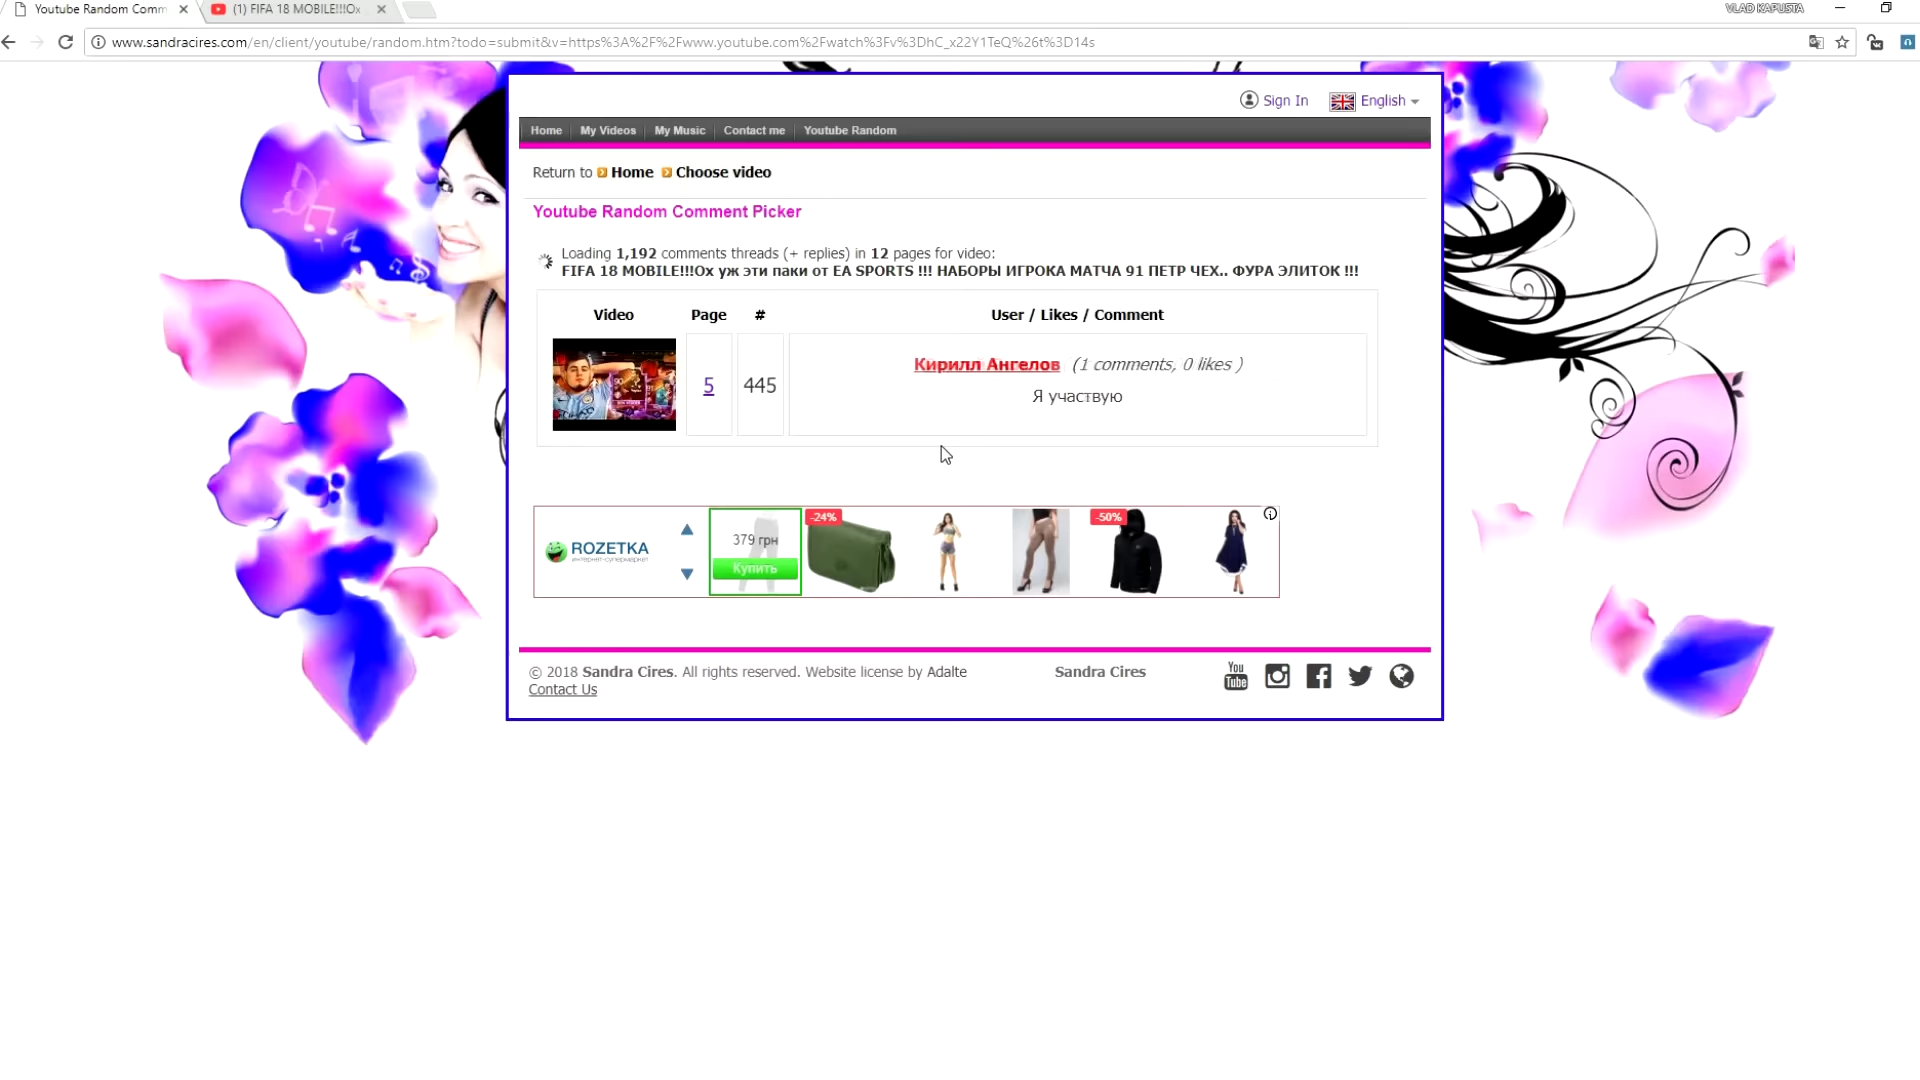 Youtube Random Comm
(1) FIFA 18 MOBILE!!!Ох
VLAD KAPUSTA
www.sandracires.com/en/client/youtube/random.htm?todo=submit&v=https%3A%2F%2Fwww.youtube.com%2Fwatch%3Fv%3DhC_x22Y1TeQ%26t%3D14s
Sign In English
Home My Videos My Music Contact me Youtube Random
Return to Home Choose video
Youtube Random Comment Picker
Loading 1,192 comments threads (+ replies) in 12 pages for video:
FIFA 18 MOBILE!!!Ох уж эти паки от EA SPORTS !!! НАБОРЫ ИГРОКА МАТЧА 91 ПЕТР ЧЕХ.. ФУРА ЭЛИТОК !!!
Video Page # User / Likes / Comment
Кирилл Ангелов (1 comments, 0 likes )
5 445
Я участвую
-24% -50%
379 грн
ROZETKA
интернет-супермаркет
Купить
© 2018 Sandra Cires. All rights reserved. Website license by Adalte
Sandra Cires
You Tube
Contact Us